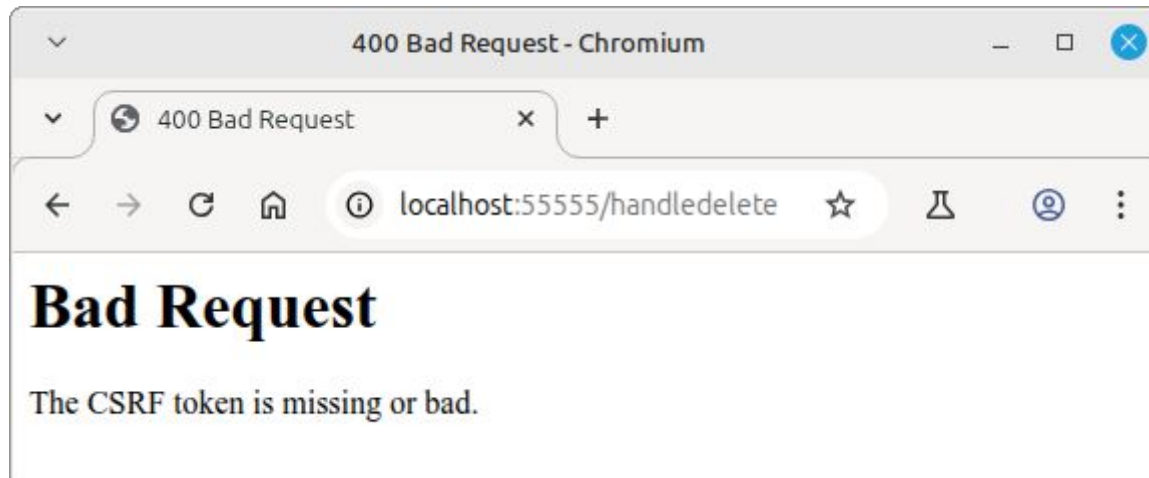 400 Bad Request - Chromium
400 Bad Request
localhost:55555/handledelete
Bad Request
The CSRF token is missing or bad.